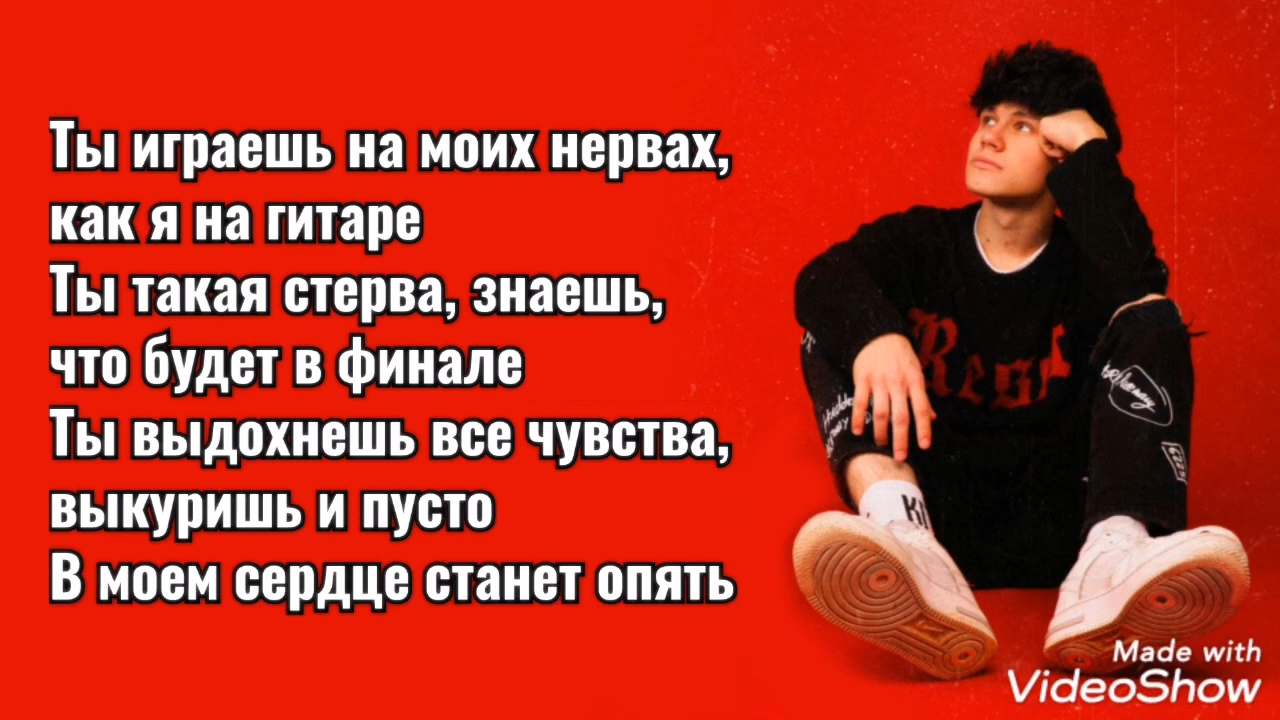 Ты играешь на моих нервах,
как я на гитаре
Ты такая стерва, знаешь,
что будет в финале
Ты выдохнешь все чувства,
выкуришь и пусто
В моем сердце станет опять
Made with
VideoShow